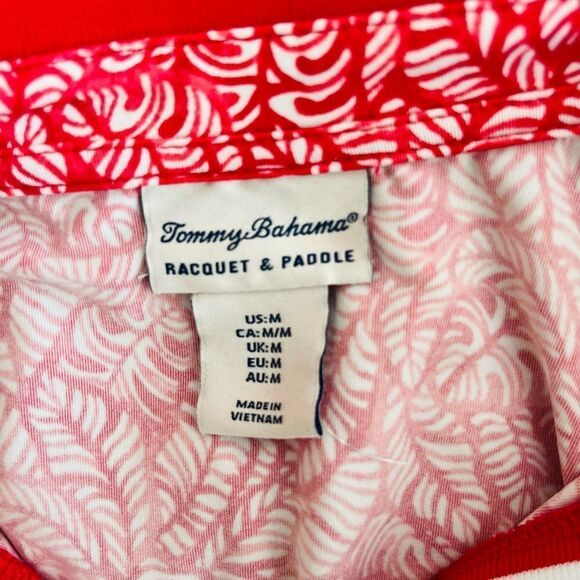 Tommy Bahama®
RACQUET & PADDLE
US:M
CA:M/M
UK:M
EU:M
AU:M
MADE IN
VIETNAM